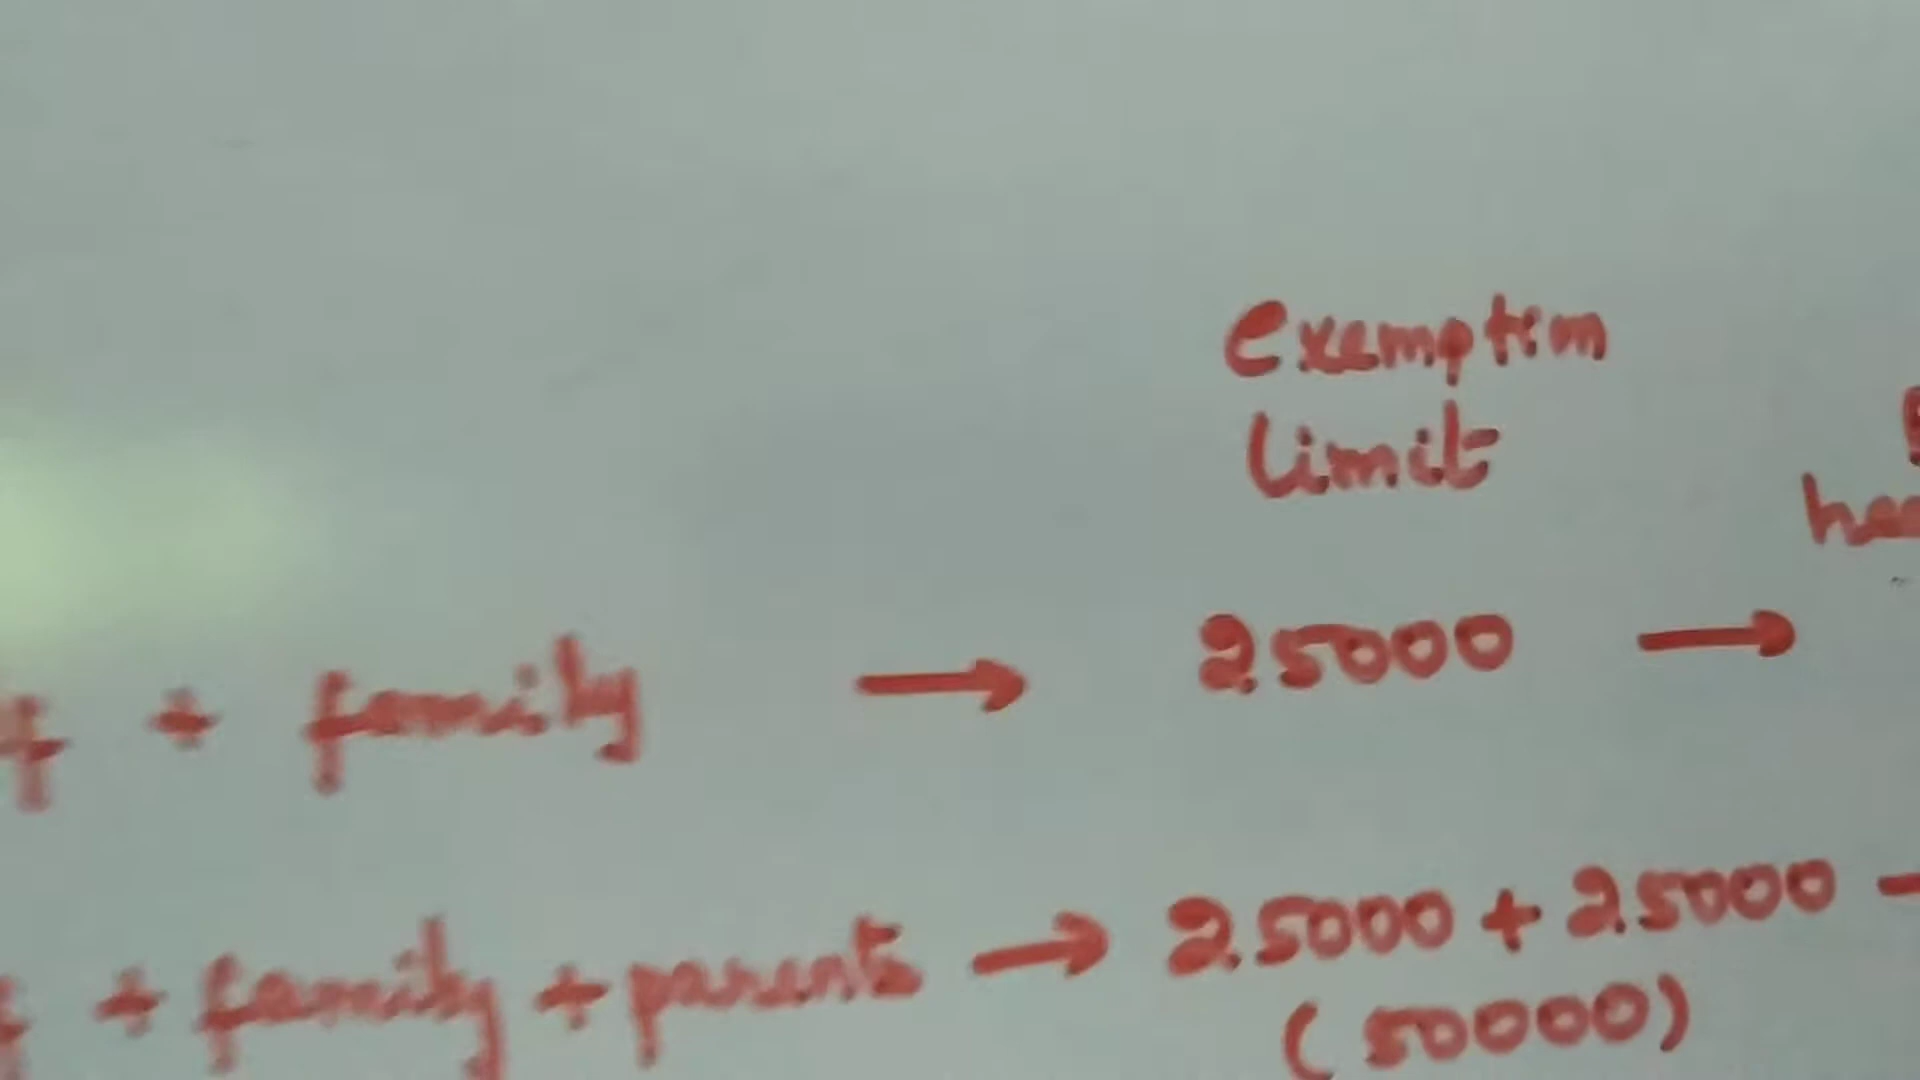 Exemption
Limit
+ family → 25000 →
+ family + parents → 25000 + 25000
(50000)